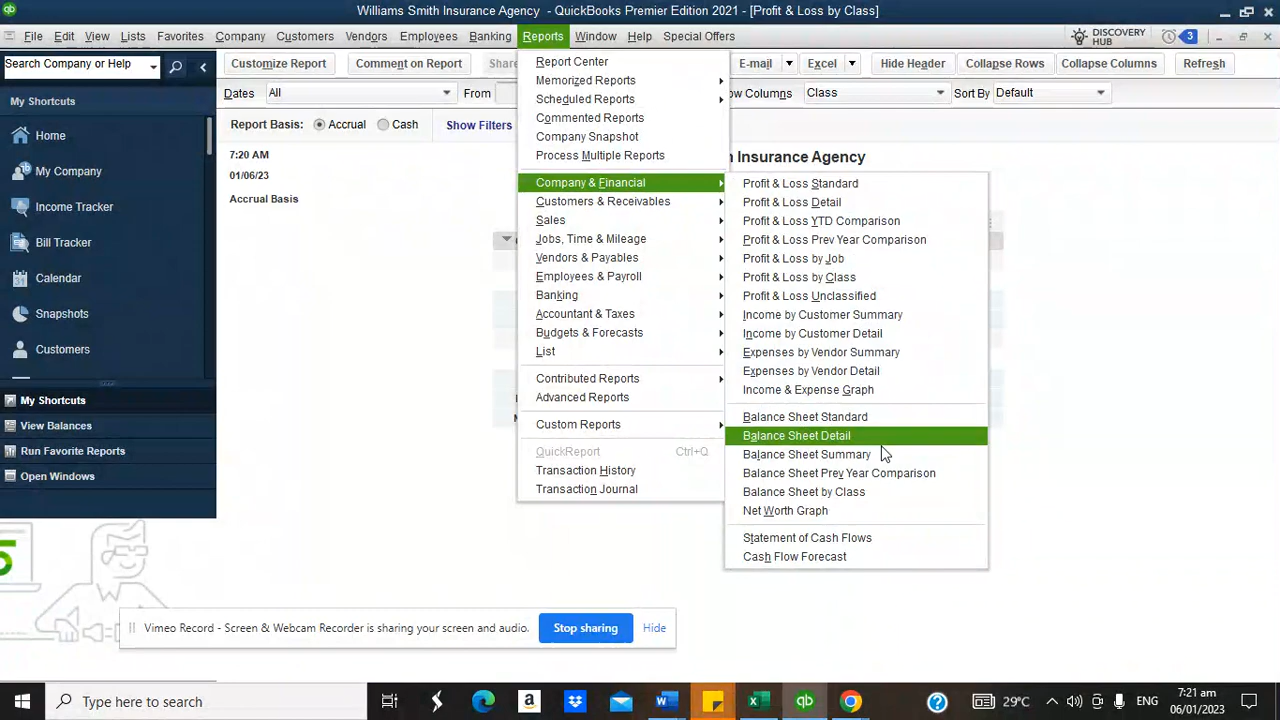 Williams Smith Insurance Agency - QuickBooks Premier Edition 2021 - [Profit & Loss by Class]
File Edit View Lists Favorites Company Customers Vendors Employees Banking Reports Window Help Special Offers
DISCOVERY HUB 3
Search Company or Help
Customize Report Comment on Report Share E-mail Excel Hide Header Collapse Rows Collapse Columns Refresh
Dates All From ow Columns Class Sort By Default
Report Basis: Accrual Cash Show Filters
7:20 AM
01/06/23
Accrual Basis
n Insurance Agency
My Shortcuts
Home
My Company
Income Tracker
Bill Tracker
Calendar
Snapshots
Customers
My Shortcuts
View Balances
Run Favorite Reports
Open Windows
Report Center
Memorized Reports
Scheduled Reports
Commented Reports
Company Snapshot
Process Multiple Reports
Company & Financial
Customers & Receivables
Sales
Jobs, Time & Mileage
Vendors & Payables
Employees & Payroll
Banking
Accountant & Taxes
Budgets & Forecasts
List
Contributed Reports
Advanced Reports
Custom Reports
QuickReport Ctrl+Q
Transaction History
Transaction Journal
Profit & Loss Standard
Profit & Loss Detail
Profit & Loss YTD Comparison
Profit & Loss Prev Year Comparison
Profit & Loss by Job
Profit & Loss by Class
Profit & Loss Unclassified
Income by Customer Summary
Income by Customer Detail
Expenses by Vendor Summary
Expenses by Vendor Detail
Income & Expense Graph
Balance Sheet Standard
Balance Sheet Detail
Balance Sheet Summary
Balance Sheet Prev Year Comparison
Balance Sheet by Class
Net Worth Graph
Statement of Cash Flows
Cash Flow Forecast
Vimeo Record - Screen & Webcam Recorder is sharing your screen and audio. Stop sharing Hide
Type here to search
29°C ENG 7:21 am
06/01/2023